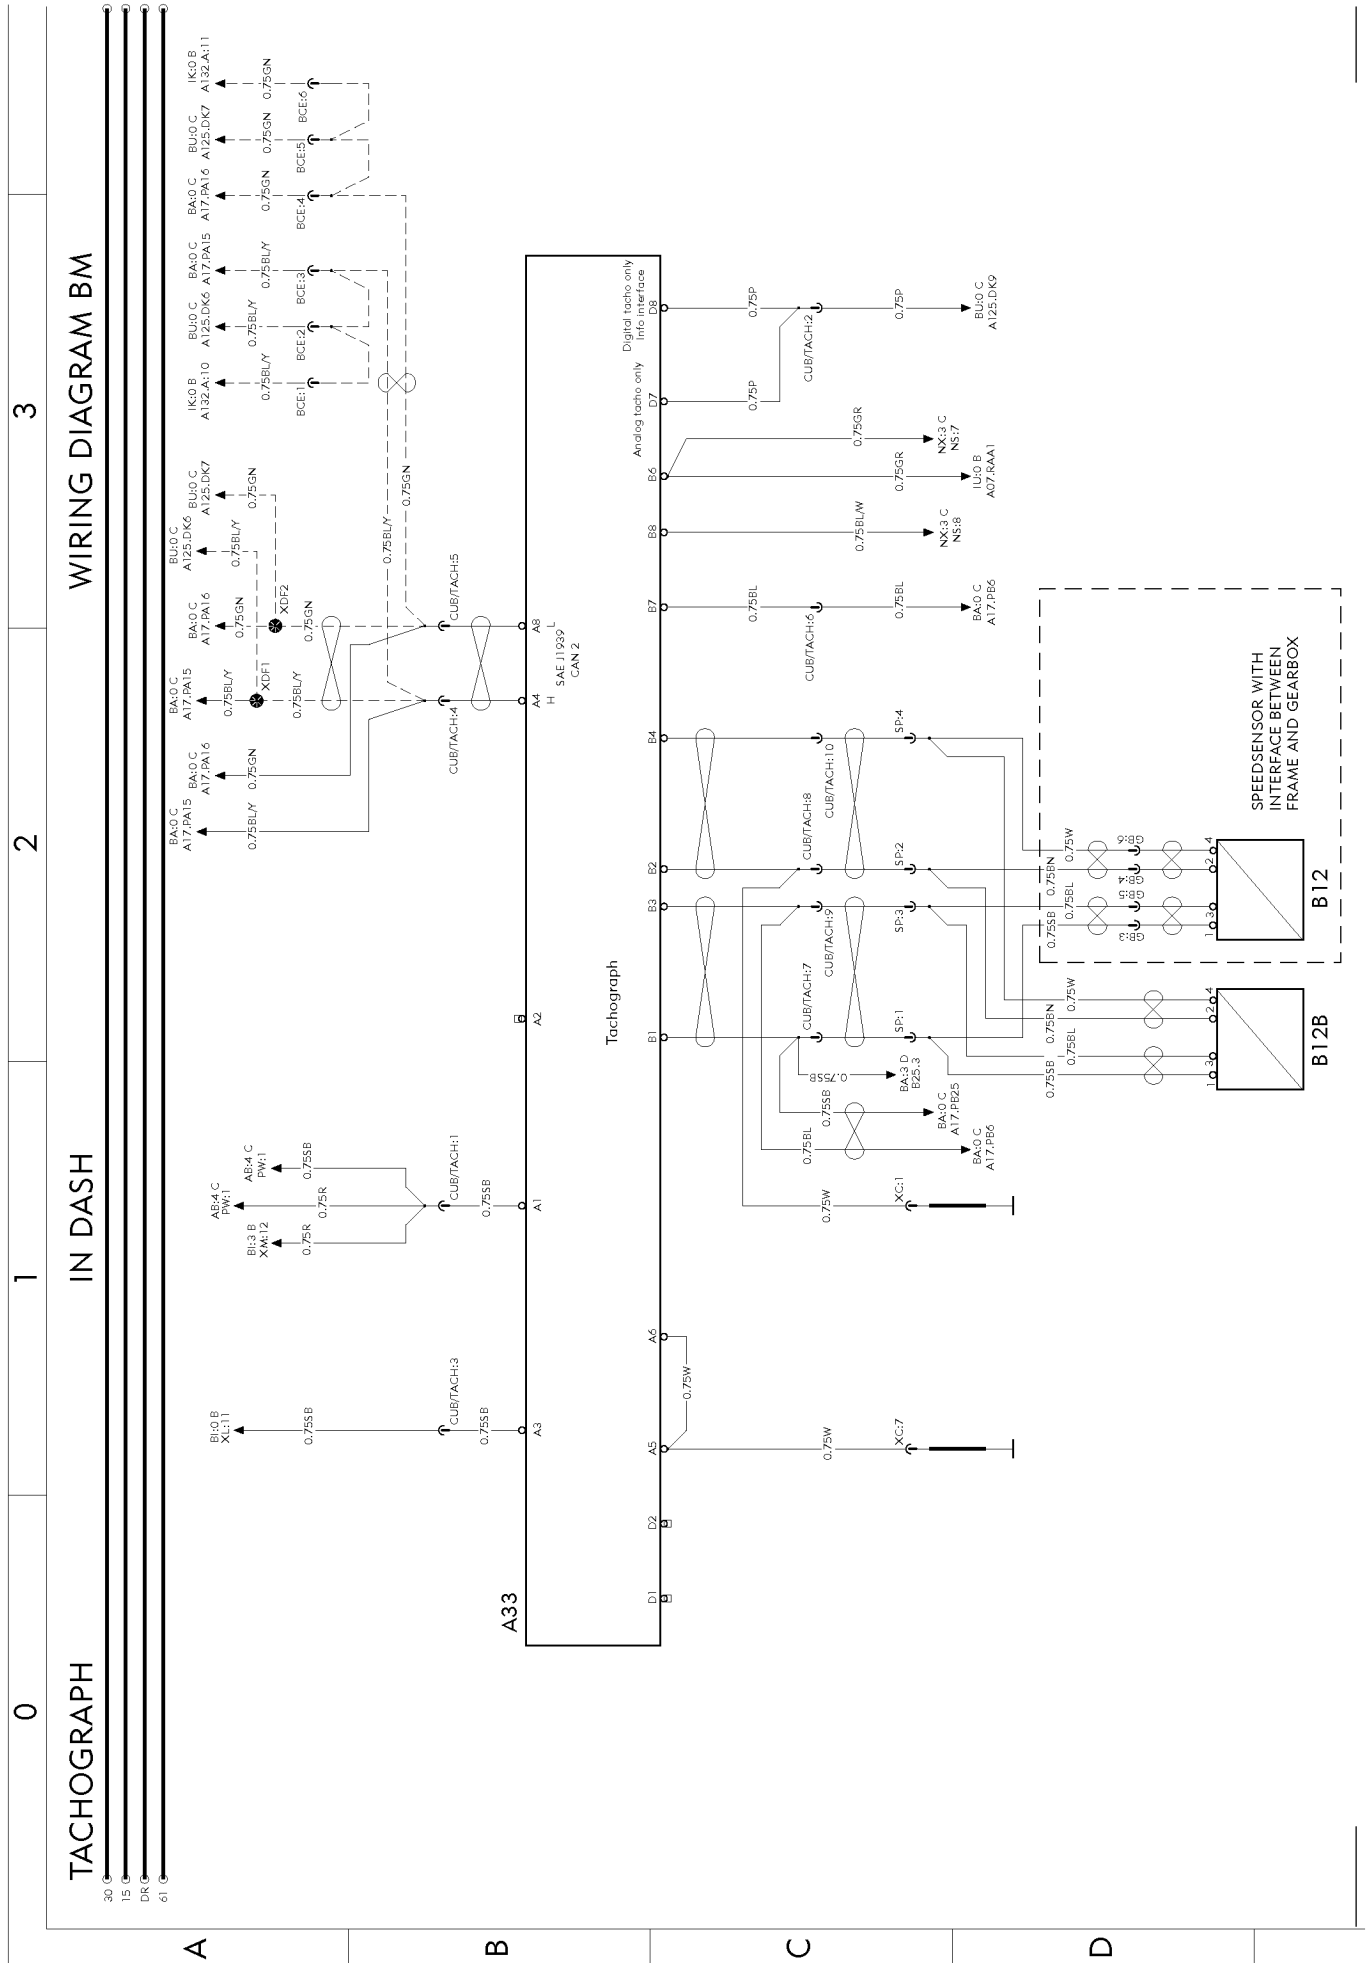 0
1
2
3
TACHOGRAPH
IN DASH
WIRING DIAGRAM BM
30
15
DR
61
A
B
C
D
BI:0 B
XL:11
0.75SB
CUB/TACH:3
0.75SB
A3
BI:3 B
XM:12
0.75R
AB:4 C
PW:1
0.75R
AB:4 C
PW:1
0.75SB
CUB/TACH:1
0.75SB
A1
A2
BA:0 C
A17.PA15
0.75BL/Y
BA:0 C
A17.PA16
0.75GN
BA:0 C
A17.PA15
0.75BL/Y
XDF1
0.75BL/Y
BA:0 C
A17.PA16
0.75GN
XDF2
0.75GN
BU:0 C
A125.DK6
0.75BL/Y
BU:0 C
A125.DK7
0.75GN
IK:0 B
A132.A:10
0.75BL/Y
BCE:1
BU:0 C
A125.DK6
0.75BL/Y
BCE:2
BA:0 C
A17.PA15
0.75BL/Y
BCE:3
BA:0 C
A17.PA16
0.75GN
BCE:4
BU:0 C
A125.DK7
0.75GN
BCE:5
IK:0 B
A132.A:11
0.75GN
BCE:6
0.75BL/Y
0.75GN
CUB/TACH:4
CUB/TACH:5
A4
H
A8
L
SAE J1939
CAN 2
A33
Tachograph
Analog tacho only
Digital tacho only
Info interface
D1
D2
A5
A6
B1
B3
B2
B4
B7
B8
B6
D7
D8
0.75W
0.75W
XC:7
0.75W
XC:1
0.75BL
BA:0 C
A17.PB6
0.75SB
BA:0 C
A17.PB25
0.75SB
BA:3 D
B25.3
CUB/TACH:7
CUB/TACH:9
CUB/TACH:8
CUB/TACH:10
SP:1
SP:3
SP:2
SP:4
0.75BL
CUB/TACH:6
0.75BL
BA:0 C
A17.PB6
0.75BL/W
NX:3 C
NS:8
0.75GR
IU:0 B
A07.RAA1
0.75GR
NX:3 C
NS:7
0.75P
0.75P
CUB/TACH:2
0.75P
BU:0 C
A125.DK9
0.75SB
0.75BL
0.75BN
0.75W
1
3
2
4
B12B
0.75SB
0.75BL
0.75BN
0.75W
GB:3
GB:5
GB:4
GB:6
1
3
2
4
B12
SPEEDSENSOR WITH
INTERFACE BETWEEN
FRAME AND GEARBOX